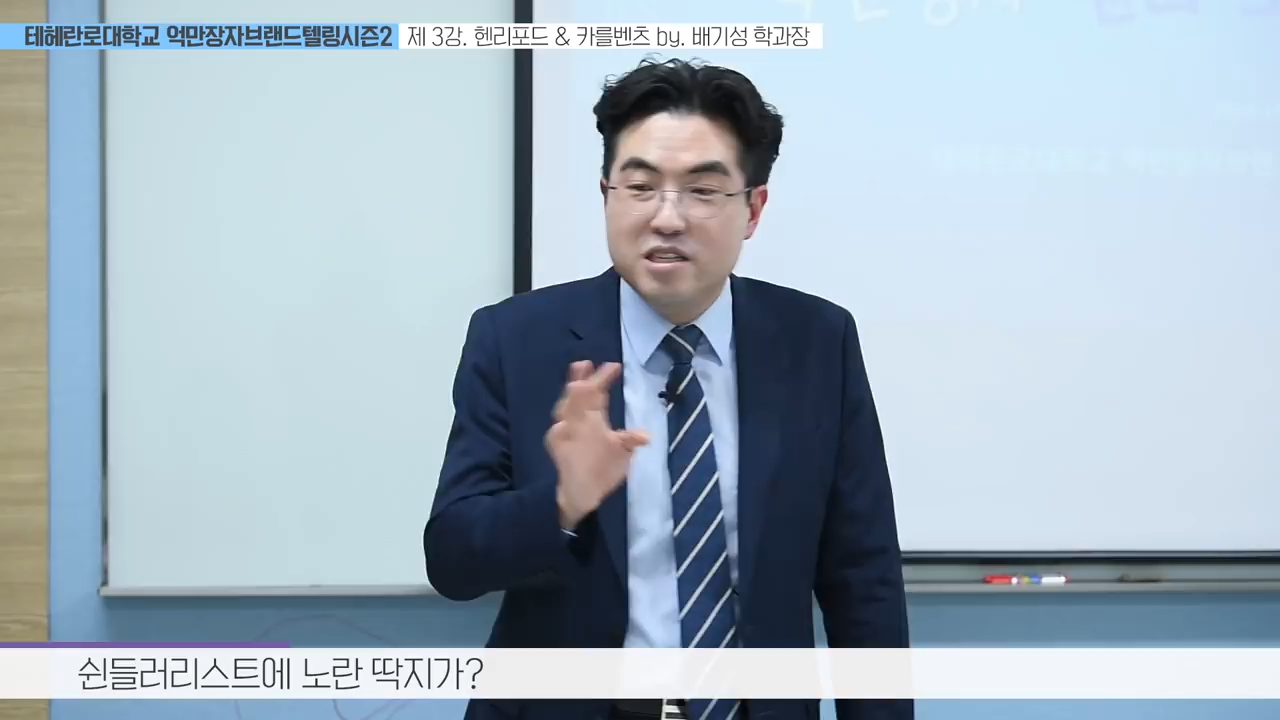 테헤란로대학교 억만장자브랜드텔링시즌2 제 3강. 헨리포드 & 카를벤츠 by. 배기성 학과장
쉰들러리스트에 노란 딱지가?